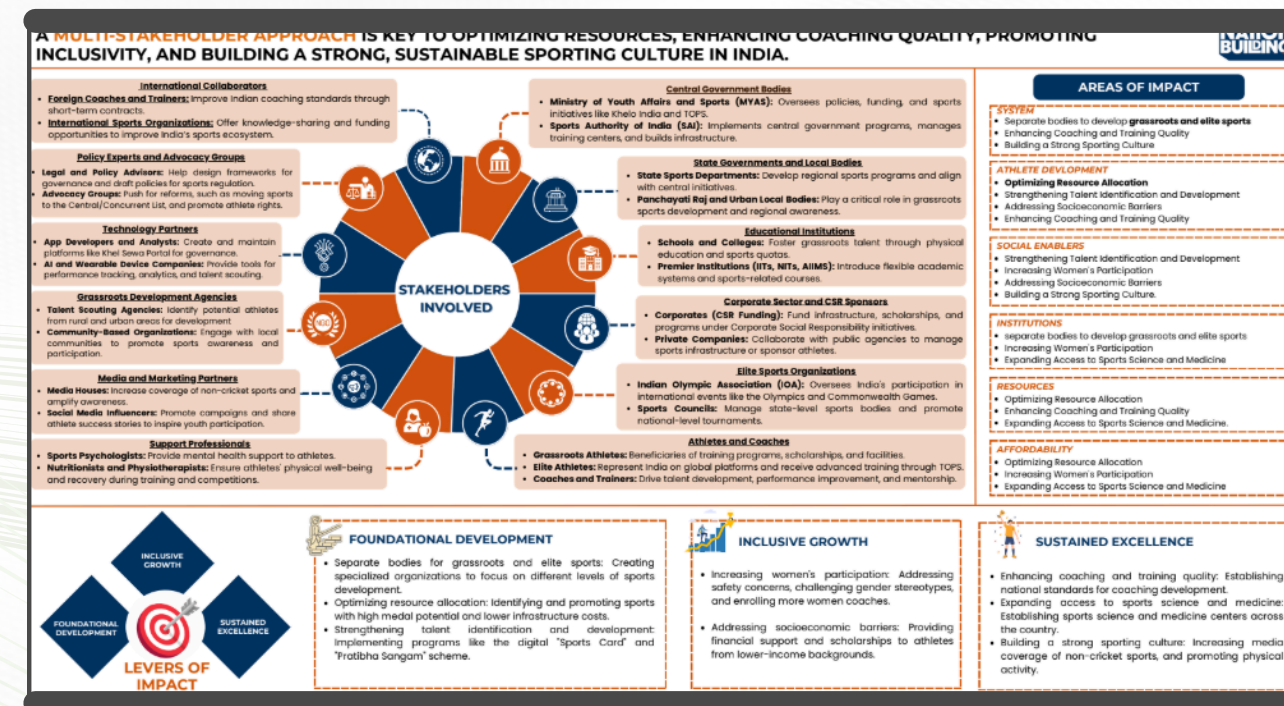 A MULTI-STAKEHOLDER APPROACH IS KEY TO OPTIMIZING RESOURCES, ENHANCING COACHING QUALITY, PROMOTING
INCLUSIVITY, AND BUILDING A STRONG, SUSTAINABLE SPORTING CULTURE IN INDIA.
NATION
BUILDING
International Collaborators
• Foreign Coaches and Trainers: Improve Indian coaching standards through
short-term contracts.
• International Sports Organizations: Offer knowledge-sharing and funding
opportunities to improve India's sports ecosystem.
Policy Experts and Advocacy Groups
• Legal and Policy Advisors: Help design frameworks for
governance and draft policies for sports regulation.
• Advocacy Groups: Push for reforms, such as moving sports
to the Central/Concurrent List, and promote athlete rights.
Technology Partners
• App Developers and Analysts: Create and maintain
platforms like Khel Sewa Portal for governance.
• AI and Wearable Device Companies: Provide tools for
performance tracking, analytics, and talent scouting.
Grassroots Development Agencies
• Talent Scouting Agencies: Identify potential athletes
from rural and urban areas for development
• Community-Based Organizations: Engage with local
communities to promote sports awareness and
participation.
Media and Marketing Partners
• Media Houses: Increase coverage of non-cricket sports and
amplify awareness.
• Social Media Influencers: Promote campaigns and share
athlete success stories to inspire youth participation.
Support Professionals
• Sports Psychologists: Provide mental health support to athletes.
• Nutritionists and Physiotherapists: Ensure athletes' physical well-being
and recovery during training and competitions.
STAKEHOLDERS
INVOLVED
NGO
Central Government Bodies
• Ministry of Youth Affairs and Sports (MYAS): Oversees policies, funding, and sports
initiatives like Khelo India and TOPS.
• Sports Authority of India (SAI): Implements central government programs, manages
training centers, and builds infrastructure.
State Governments and Local Bodies
• State Sports Departments: Develop regional sports programs and align
with central initiatives.
• Panchayati Raj and Urban Local Bodies: Play a critical role in grassroots
sports development and regional awareness.
Educational Institutions
• Schools and Colleges: Foster grassroots talent through physical
education and sports quotas.
• Premier Institutions (IITs, NITs, AIIMS): Introduce flexible academic
systems and sports-related courses.
Corporate Sector and CSR Sponsors
• Corporates (CSR Funding): Fund infrastructure, scholarships, and
programs under Corporate Social Responsibility initiatives.
• Private Companies: Collaborate with public agencies to manage
sports infrastructure or sponsor athletes.
Elite Sports Organizations
• Indian Olympic Association (IOA): Oversees India's participation in
international events like the Olympics and Commonwealth Games.
• Sports Councils: Manage state-level sports bodies and promote
national-level tournaments.
Athletes and Coaches
• Grassroots Athletes: Beneficiaries of training programs, scholarships, and facilities.
• Elite Athletes: Represent India on global platforms and receive advanced training through TOPS.
• Coaches and Trainers: Drive talent development, performance improvement, and mentorship.
AREAS OF IMPACT
SYSTEM
• Separate bodies to develop grassroots and elite sports
• Enhancing Coaching and Training Quality
• Building a Strong Sporting Culture
ATHLETE DEVLOPMENT
• Optimizing Resource Allocation
• Strengthening Talent Identification and Development
• Addressing Socioeconomic Barriers
• Enhancing Coaching and Training Quality
SOCIAL ENABLERS
• Strengthening Talent Identification and Development
• Increasing Women's Participation
• Addressing Socioeconomic Barriers
• Building a Strong Sporting Culture.
INSTITUTIONS
• separate bodies to develop grassroots and elite sports
• Increasing Women's Participation
• Expanding Access to Sports Science and Medicine
RESOURCES
• Optimizing Resource Allocation
• Enhancing Coaching and Training Quality
• Expanding Access to Sports Science and Medicine.
AFFORDABILITY
• Optimizing Resource Allocation
• Increasing Women's Participation
• Expanding Access to Sports Science and Medicine
INCLUSIVE
GROWTH
FOUNDATIONAL
DEVELOPMENT
SUSTAINED
EXCELLENCE
LEVERS OF
IMPACT
FOUNDATIONAL DEVELOPMENT
• Separate bodies for grassroots and elite sports: Creating
specialized organizations to focus on different levels of sports
development.
• Optimizing resource allocation: Identifying and promoting sports
with high medal potential and lower infrastructure costs.
• Strengthening talent identification and development:
Implementing programs like the digital "Sports Card" and
"Pratibha Sangam" scheme.
INCLUSIVE GROWTH
• Increasing women's participation: Addressing
safety concerns, challenging gender stereotypes,
and enrolling more women coaches.
• Addressing socioeconomic barriers: Providing
financial support and scholarships to athletes
from lower-income backgrounds.
SUSTAINED EXCELLENCE
• Enhancing coaching and training quality: Establishing
national standards for coaching development.
• Expanding access to sports science and medicine:
Establishing sports science and medicine centers across
the country.
• Building a strong sporting culture: Increasing media
coverage of non-cricket sports, and promoting physical
activity.